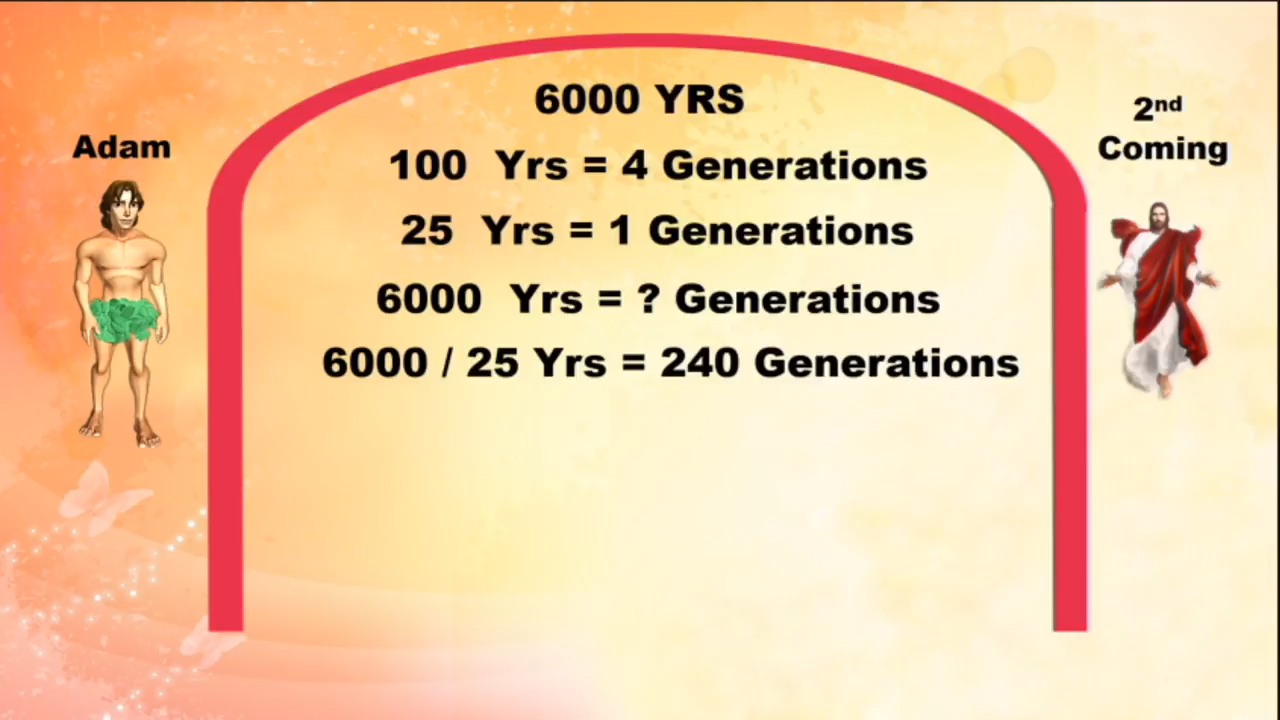 6000 YRS
Adam
2nd
Coming
100 Yrs = 4 Generations
25 Yrs = 1 Generations
6000 Yrs = ? Generations
6000 / 25 Yrs = 240 Generations